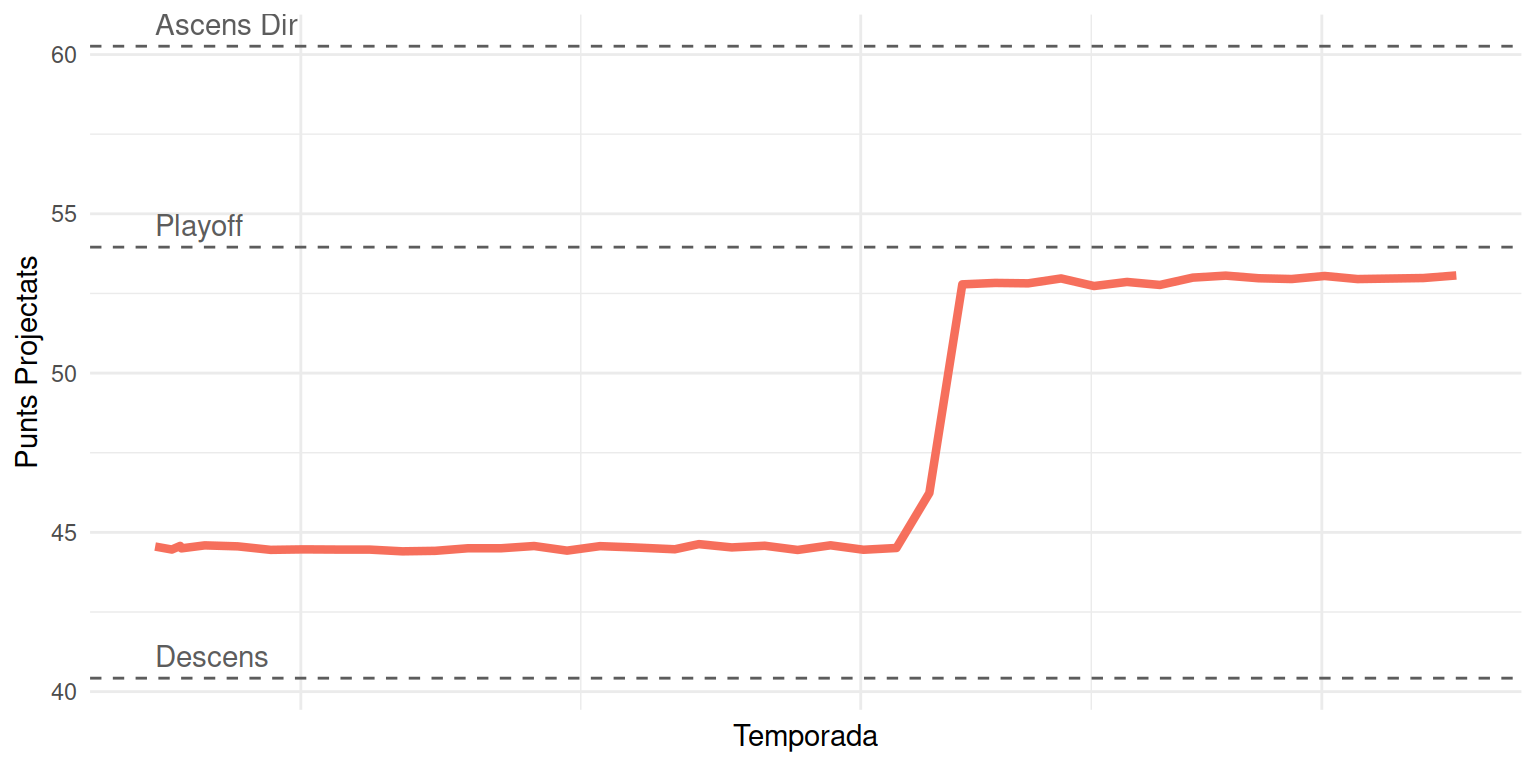 Ascens Dir
60
Playoff
55
50
45
Descens
40
Punts Projectats
Temporada